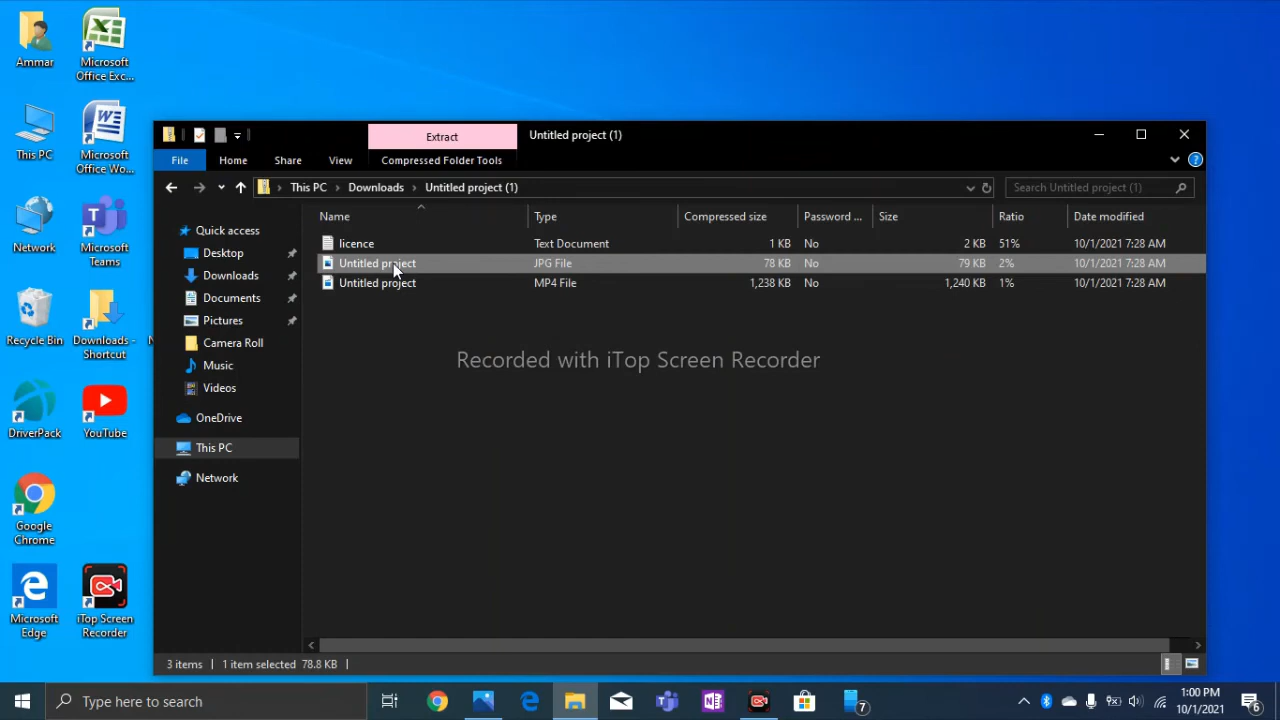 Ammar
Microsoft
Office Exc...
This PC
Microsoft
Office Wo...
Network
Microsoft
Teams
Recycle Bin
Downloads -
Shortcut
DriverPack
YouTube
Google
Chrome
Microsoft
Edge
iTop Screen
Recorder
Extract
Untitled project (1)
File Home Share View Compressed Folder Tools
This PC Downloads Untitled project (1) Search Untitled project (1)
Name Type Compressed size Password ... Size Ratio Date modified
licence Text Document 1 KB No 2 KB 51% 10/1/2021 7:28 AM
Untitled project JPG File 78 KB No 79 KB 2% 10/1/2021 7:28 AM
Untitled project MP4 File 1,238 KB No 1,240 KB 1% 10/1/2021 7:28 AM
Quick access
Desktop
Downloads
Documents
Pictures
Camera Roll
Music
Videos
OneDrive
This PC
Network
Recorded with iTop Screen Recorder
3 items 1 item selected 78.8 KB
Type here to search
7
1:00 PM
10/1/2021
6